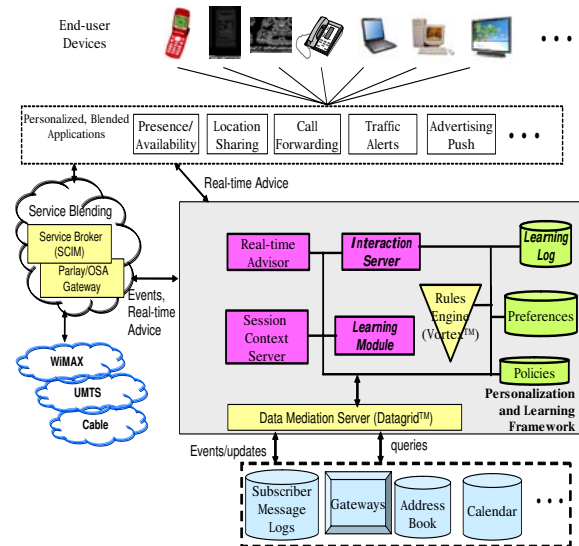 End-user
Devices
Personalized, Blended
Applications
Presence/
Availability
Location
Sharing
Call
Forwarding
Traffic
Alerts
Advertising
Push
Real-time Advice
Service Blending
Service Broker
(SCIM)
Parlay/OSA
Gateway
Events,
Real-time
Advice
WiMAX
UMTS
Cable
Real-time
Advisor
Interaction
Server
Learning
Log
Session
Context
Server
Learning
Module
Rules
Engine
(Vortex™)
Preferences
Policies
Personalization
and Learning
Framework
Data Mediation Server (Datagrid™)
Events/updates
queries
Subscriber
Message
Logs
Gateways
Address
Book
Calendar